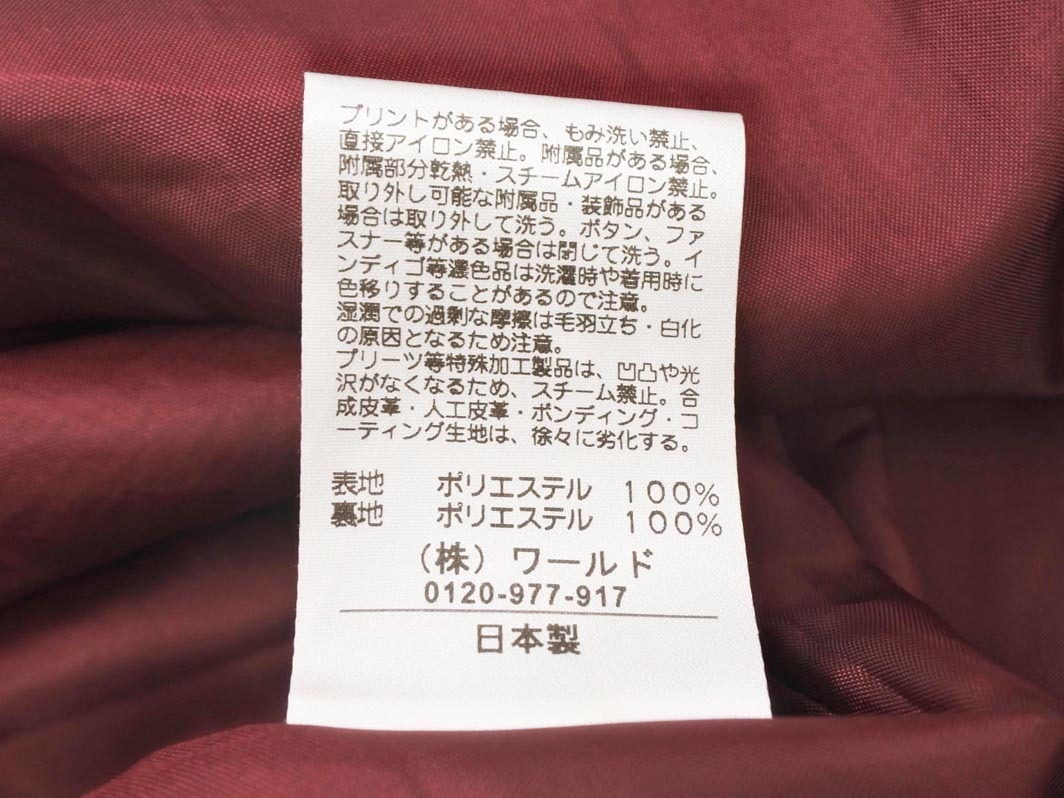 プリントがある場合、もみ洗い禁止、
直接アイロン禁止。附属品がある場合、
附属部分乾熱・スチームアイロン禁止。
取り外し可能な附属品・装飾品がある
場合は取り外して洗う。ボタン、ファ
スナー等がある場合は閉じて洗う。イ
ンディゴ等濃色品は洗濯時や着用時に
色移りすることがあるので注意。
湿潤での過剰な摩擦は毛羽立ち・白化
の原因となるため注意。
プリーツ等特殊加工製品は、凹凸や光
沢がなくなるため、スチーム禁止。合
成皮革・人工皮革・ボンディング・コ
ーティング生地は、徐々に劣化する。
表地 ポリエステル 100%
裏地 ポリエステル 100%
(株) ワールド
0120-977-917
日本製